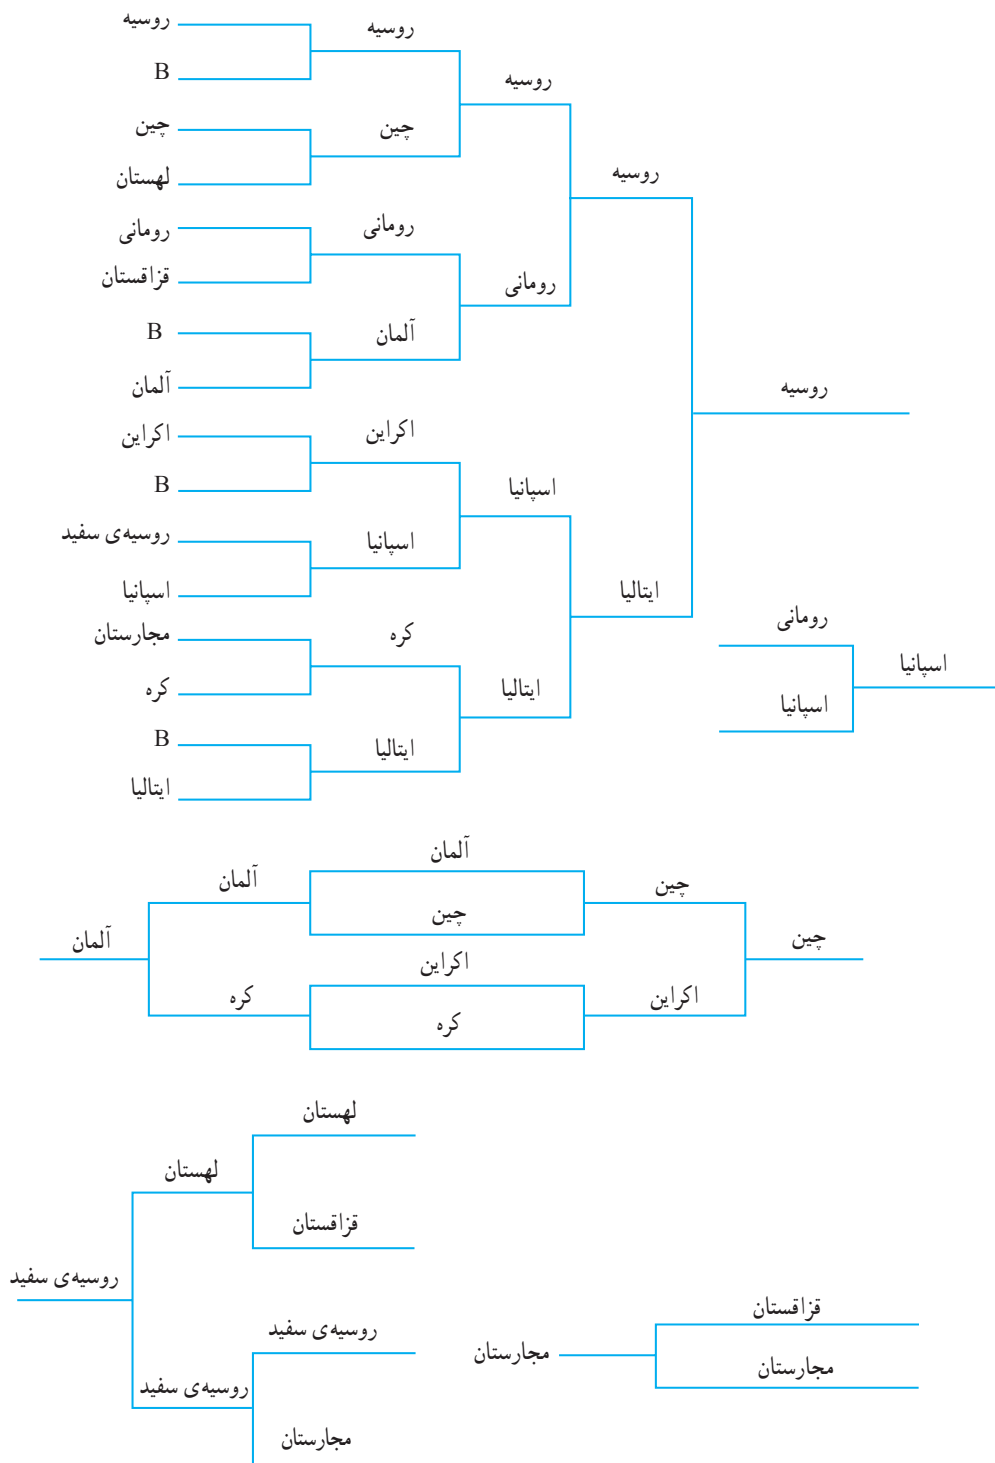 روسیه
B
چین
لهستان
رومانی
قزاقستان
B
آلمان
اکراین
B
روسیه‌ی سفید
اسپانیا
مجارستان
کره
B
ایتالیا
روسیه
چین
رومانی
آلمان
اکراین
اسپانیا
کره
ایتالیا
روسیه
رومانی
اسپانیا
ایتالیا
روسیه
ایتالیا
روسیه
رومانی
اسپانیا
اسپانیا
آلمان
چین
اکراین
کره
آلمان
کره
آلمان
چین
اکراین
چین
لهستان
قزاقستان
روسیه‌ی سفید
مجارستان
لهستان
روسیه‌ی سفید
روسیه‌ی سفید
قزاقستان
مجارستان
مجارستان